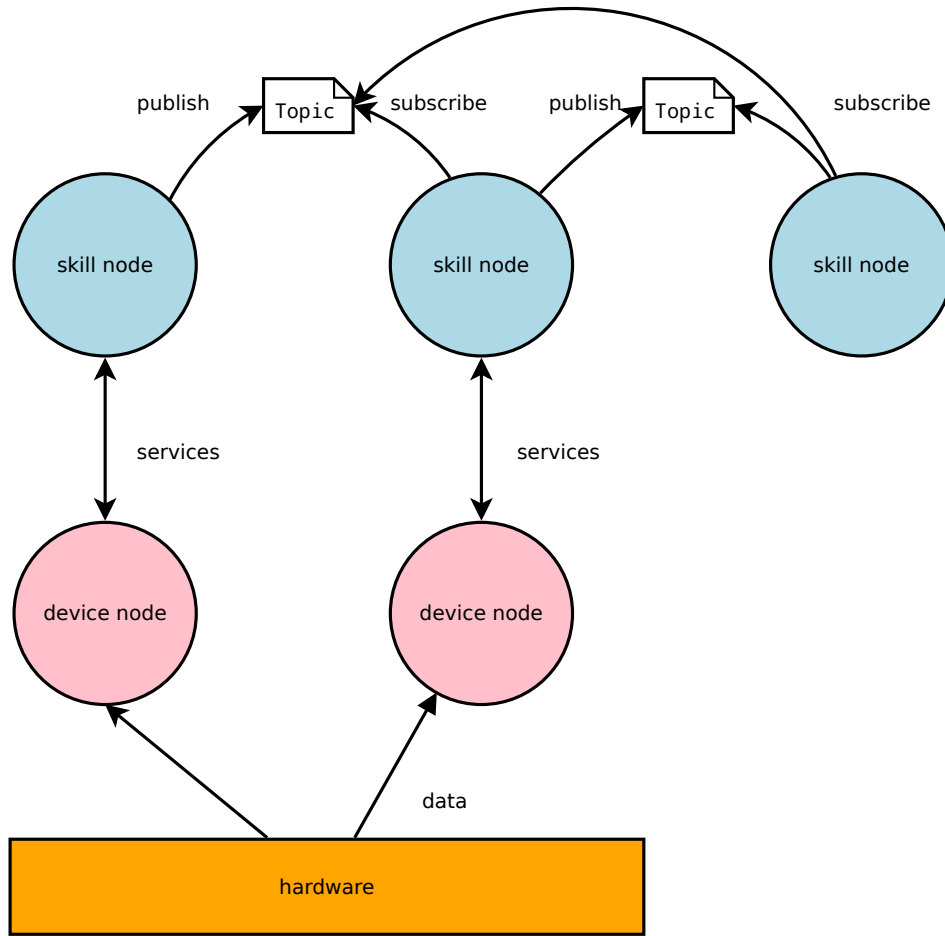 publish
Topic
subscribe
publish
Topic
subscribe
skill node
skill node
skill node
services
services
device node
device node
data
hardware